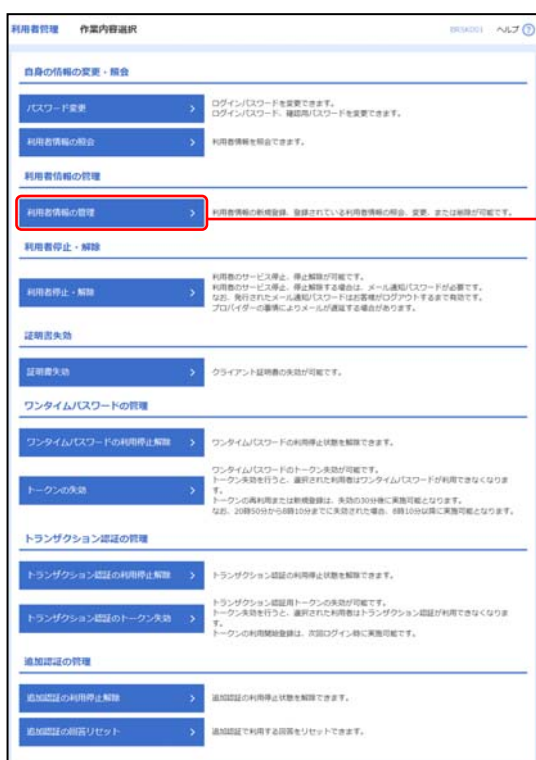 利用者管理 作業内容選択 BRSK001 ヘルプ ?
自身の情報の変更・照会
パスワード変更
ログインパスワードを変更できます。
ログインパスワード、確認用パスワードを変更できます。
利用者情報の照会
利用者情報を照会できます。
利用者情報の管理
利用者情報の管理
利用者情報の新規登録、登録されている利用者情報の照会、変更、または削除が可能です。
利用者停止・解除
利用者停止・解除
利用者のサービス停止、停止解除が可能です。
利用者のサービス停止、停止解除する場合は、メール通知パスワードが必要です。
なお、発行されたメール通知パスワードはお客様がログアウトするまで有効です。
プロバイダーの事情によりメールが遅延する場合があります。
証明書失効
証明書失効
クライアント証明書の失効が可能です。
ワンタイムパスワードの管理
ワンタイムパスワードの利用停止解除
ワンタイムパスワードの利用停止状態を解除できます。
トークンの失効
ワンタイムパスワードのトークン失効が可能です。
トークン失効を行うと、選択された利用者はワンタイムパスワードが利用できなくなりま
す。
トークンの再利用または新規登録は、失効の30分後に実施可能となります。
なお、20時50分から8時10分までに失効された場合、8時10分以降に実施可能となります。
トランザクション認証の管理
トランザクション認証の利用停止解除
トランザクション認証の利用停止状態を解除できます。
トランザクション認証のトークン失効
トランザクション認証用トークンの失効が可能です。
トークン失効を行うと、選択された利用者はトランザクション認証が利用できなくなりま
す。
トークンの利用開始登録は、次回ログイン時に実施可能です。
追加認証の管理
追加認証の利用停止解除
追加認証の利用停止状態を解除できます。
追加認証の回答リセット
追加認証で利用する回答をリセットできます。